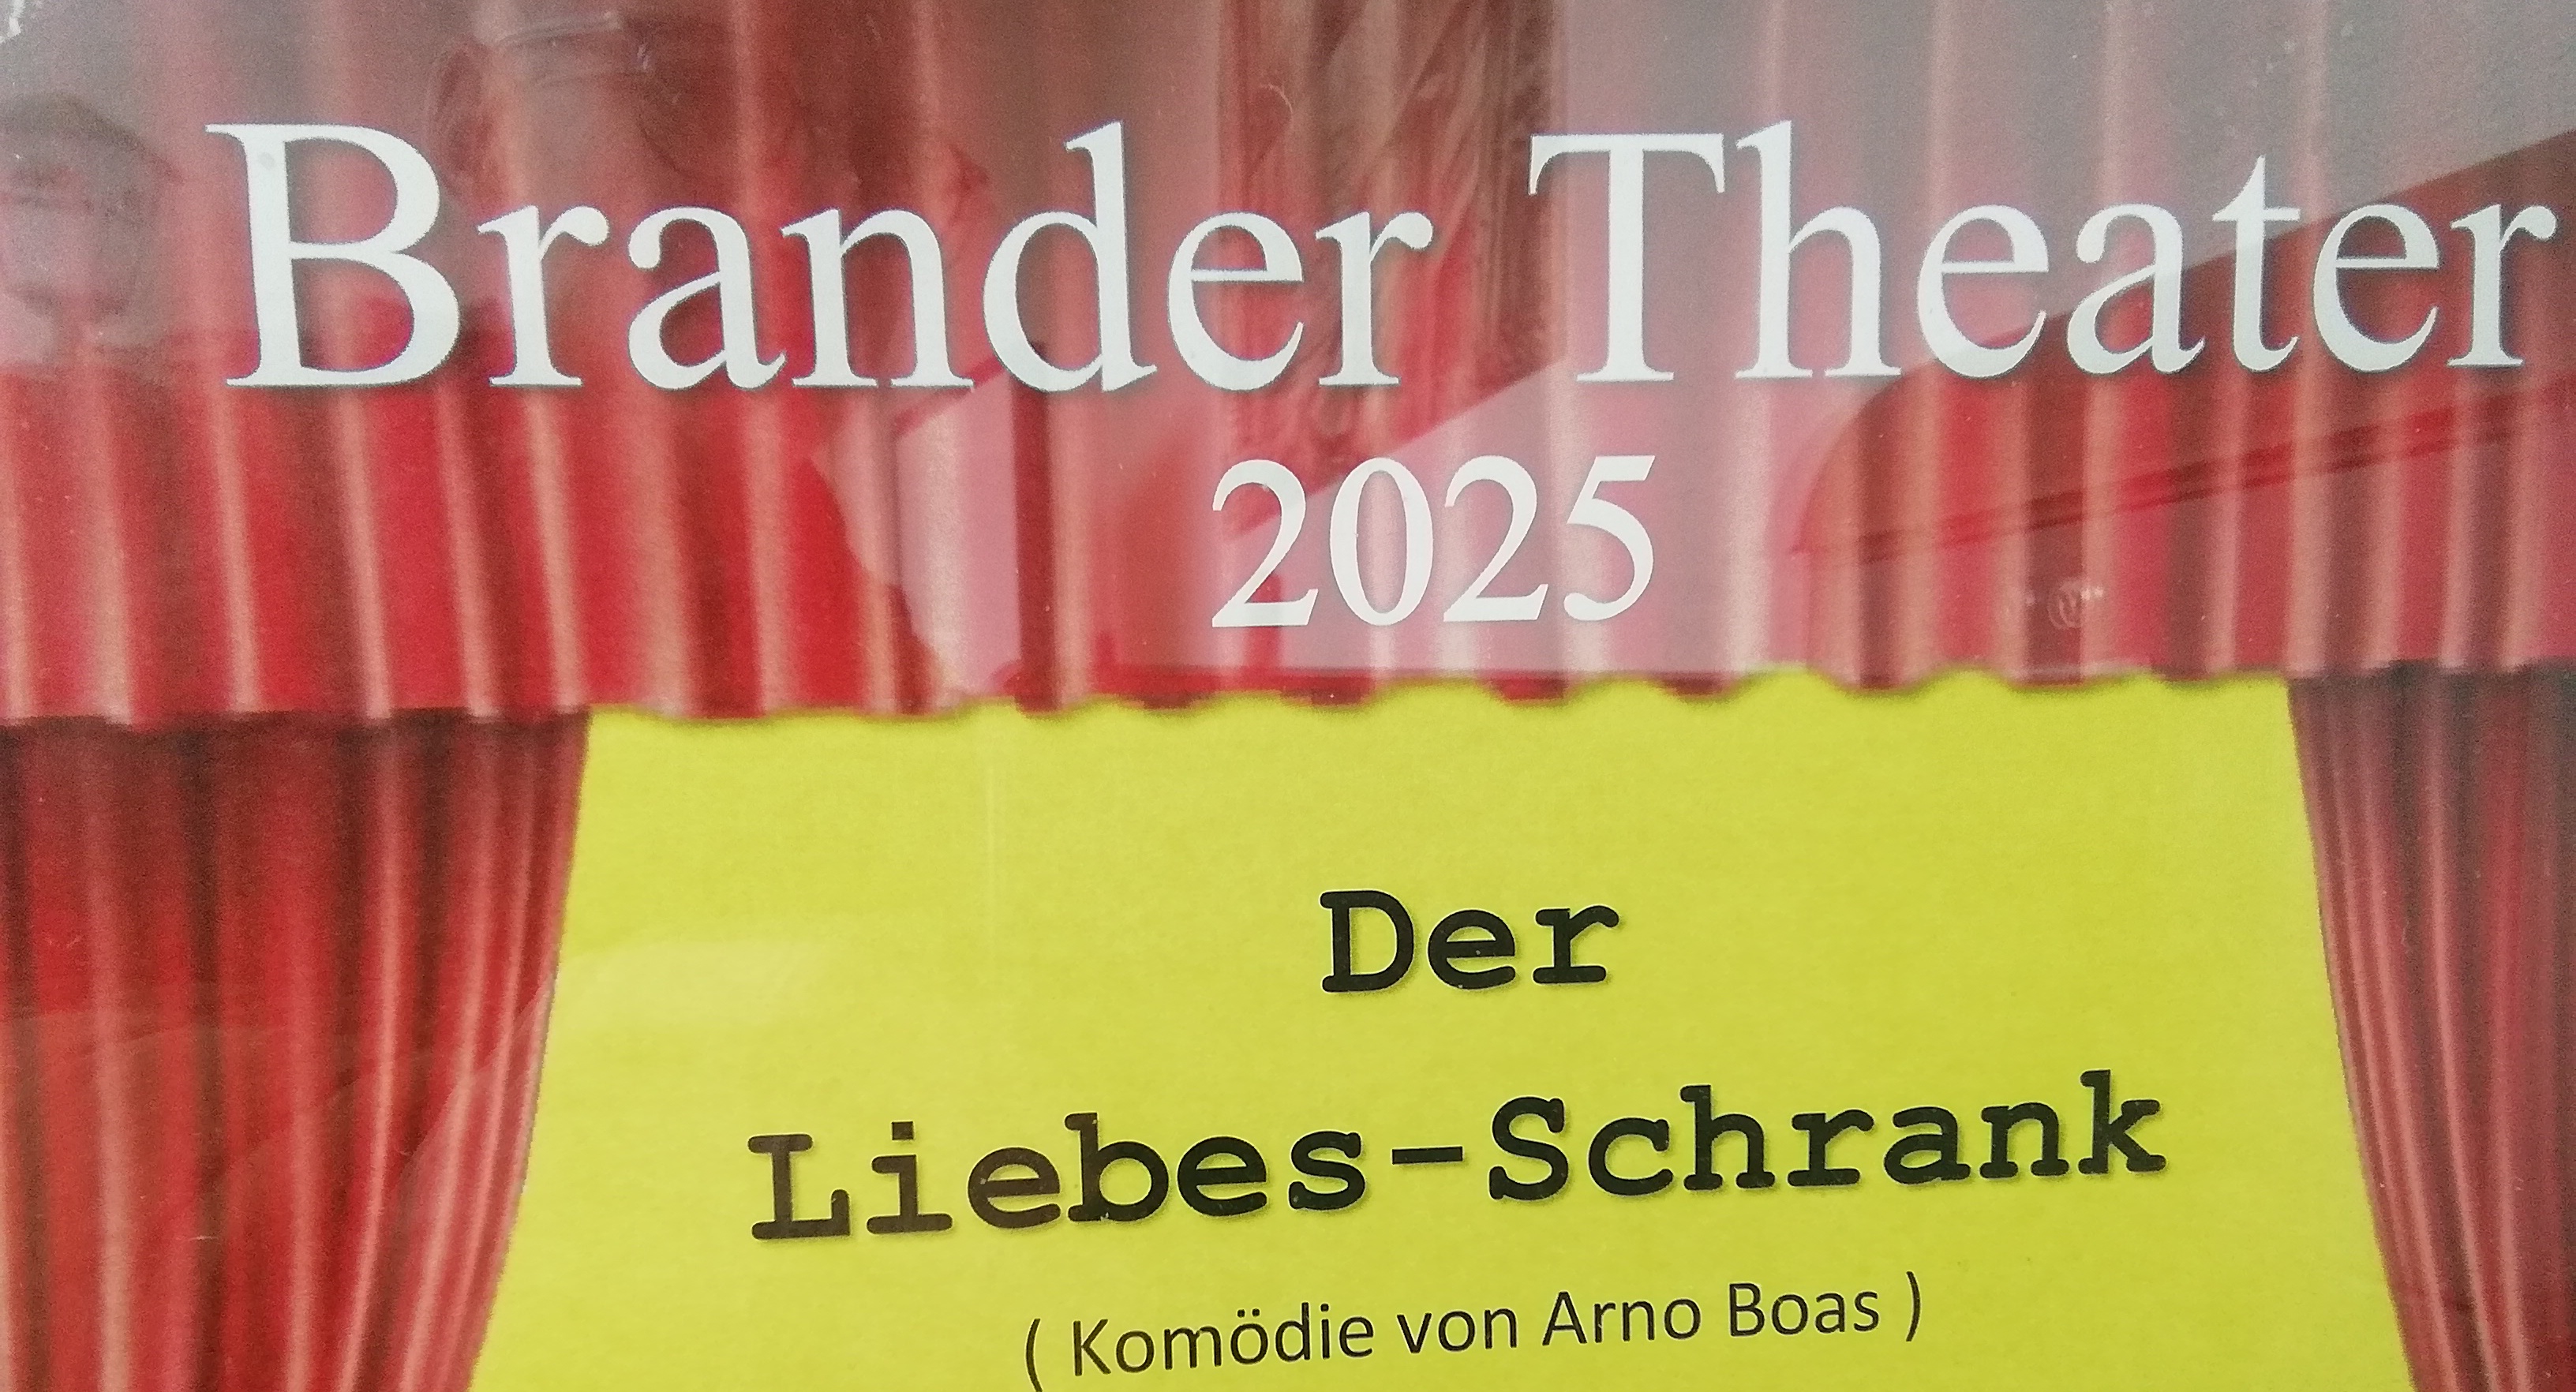 Brander Theater
2025
Der
Liebes-Schrank
( Komödie von Arno Boas )